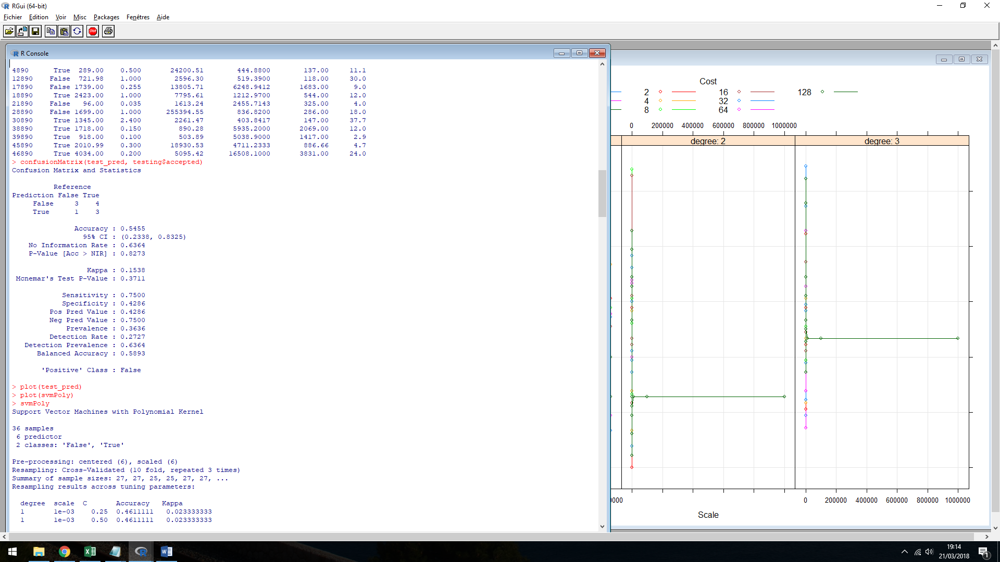 RGui (64-bit)
Fichier Edition Voir Misc Packages Fenêtres Aide
STOP
R Console
4890 True 289.00 0.500 24200.51 444.8800 137.00 11.1
12890 False 721.98 1.000 2596.30 519.3900 118.00 30.0
17890 False 1739.00 0.255 13805.71 6248.9412 1683.00 9.0
18890 True 2423.00 1.000 7795.61 1212.9700 544.00 12.0
21890 False 96.00 0.035 1613.24 2455.7143 325.00 4.0
28890 False 1699.00 1.000 255394.55 836.8200 286.00 18.0
30890 True 1345.00 2.400 2261.47 403.8417 147.00 37.7
38890 True 1718.00 0.150 890.28 5935.2000 2069.00 12.0
39890 True 918.00 0.100 503.89 5038.9000 1417.00 2.9
45890 True 2010.99 0.300 18930.53 4711.2333 886.66 4.7
46890 True 4034.00 0.200 5095.42 16508.1000 3831.00 24.0
> confusionMatrix(test_pred, testing$accepted)
Confusion Matrix and Statistics
Reference
Prediction False True
False 3 4
True 1 3
Accuracy : 0.5455
95% CI : (0.2338, 0.8325)
No Information Rate : 0.6364
P-Value [Acc > NIR] : 0.8273
Kappa : 0.1538
Mcnemar's Test P-Value : 0.3711
Sensitivity : 0.7500
Specificity : 0.4286
Pos Pred Value : 0.4286
Neg Pred Value : 0.7500
Prevalence : 0.3636
Detection Rate : 0.2727
Detection Prevalence : 0.6364
Balanced Accuracy : 0.5893
'Positive' Class : False
> plot(test_pred)
> plot(svmPoly)
> svmPoly
Support Vector Machines with Polynomial Kernel
36 samples
6 predictor
2 classes: 'False', 'True'
Pre-processing: centered (6), scaled (6)
Resampling: Cross-Validated (10 fold, repeated 3 times)
Summary of sample sizes: 27, 27, 25, 25, 27, 27, ...
Resampling results across tuning parameters:
degree scale C Accuracy Kappa
1 1e-03 0.25 0.4611111 0.023333333
1 1e-03 0.50 0.4611111 0.023333333
Cost
2 16 128
4 32
8 64
0 200000 400000 600000 800000 1000000
degree: 2 degree: 3
0000 0 200000 400000 600000 800000 1000000
Scale
19:14
21/03/2018
1